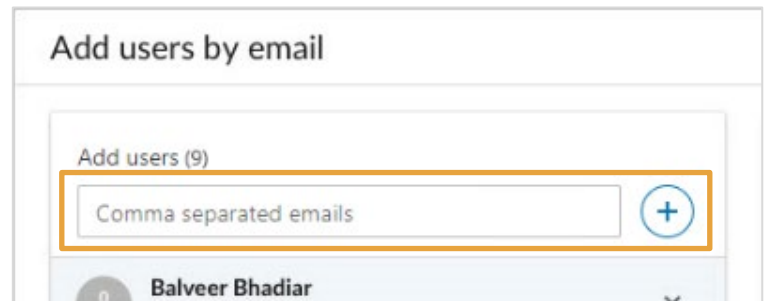 Add users by email
Add users (9)
Comma separated emails +
Balveer Bhadiar